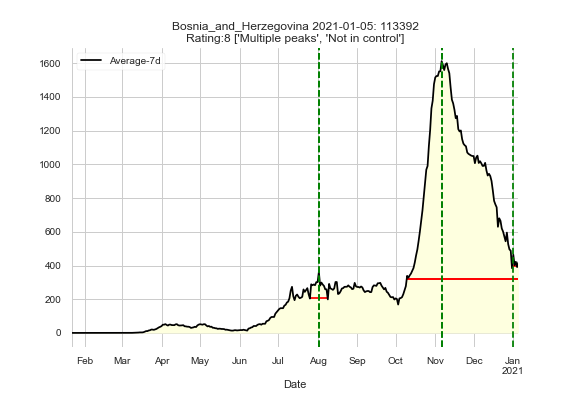 Bosnia_and_Herzegovina 2021-01-05: 113392
Rating:8 ['Multiple peaks', 'Not in control']
Average-7d
1600
1400
1200
1000
800
600
400
200
0
Feb Mar Apr May Jun Jul Aug Sep Oct Nov Dec Jan
2021
Date